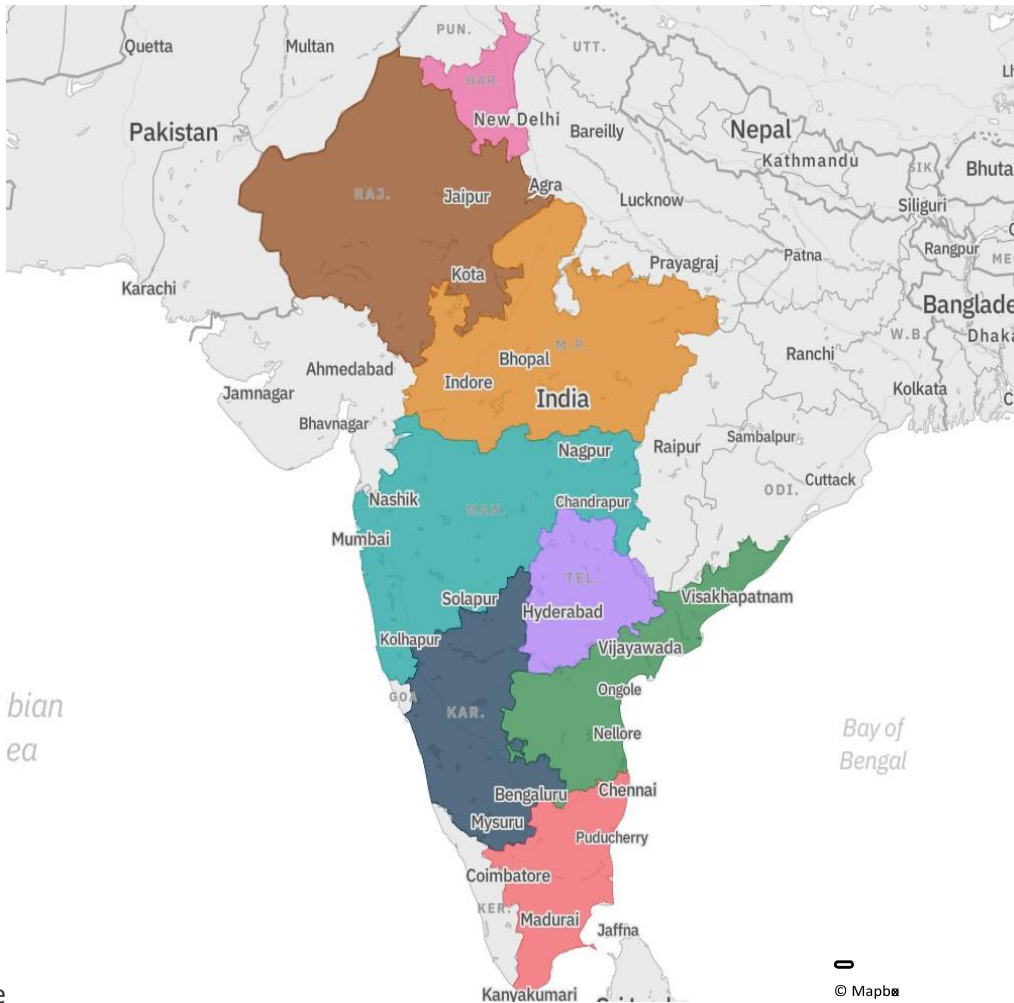 PUN.
Quetta
Multan
UTT.
Lh
HAR.
New Delhi
Pakistan
Bareilly
Nepal
Kathmandu
SIK
Bhuta
RAJ.
Jaipur
Agra
Lucknow
Siliguri
Rangpur
Patna
ME
Kota
Prayagraj
Karachi
Banglade
W.B.
Dhaka
M.P.
Bhopal
Ranchi
Ahmedabad
Indore
Kolkata
Jamnagar
India
C
Bhavnagar
Sambalpur
Raipur
Nagpur
Cuttack
ODI.
Nashik
Chandrapur
MAH.
Mumbai
TEL.
Solapur
Visakhapatnam
Hyderabad
Kolhapur
Vijayawada
Ongole
GOA
bian
ea
KAR.
Nellore
Bay of
Bengal
Bengaluru
Chennai
Mysuru
Puducherry
Coimbatore
KER.
Madurai
Jaffna
Kanyakumari
e
© Mapbox